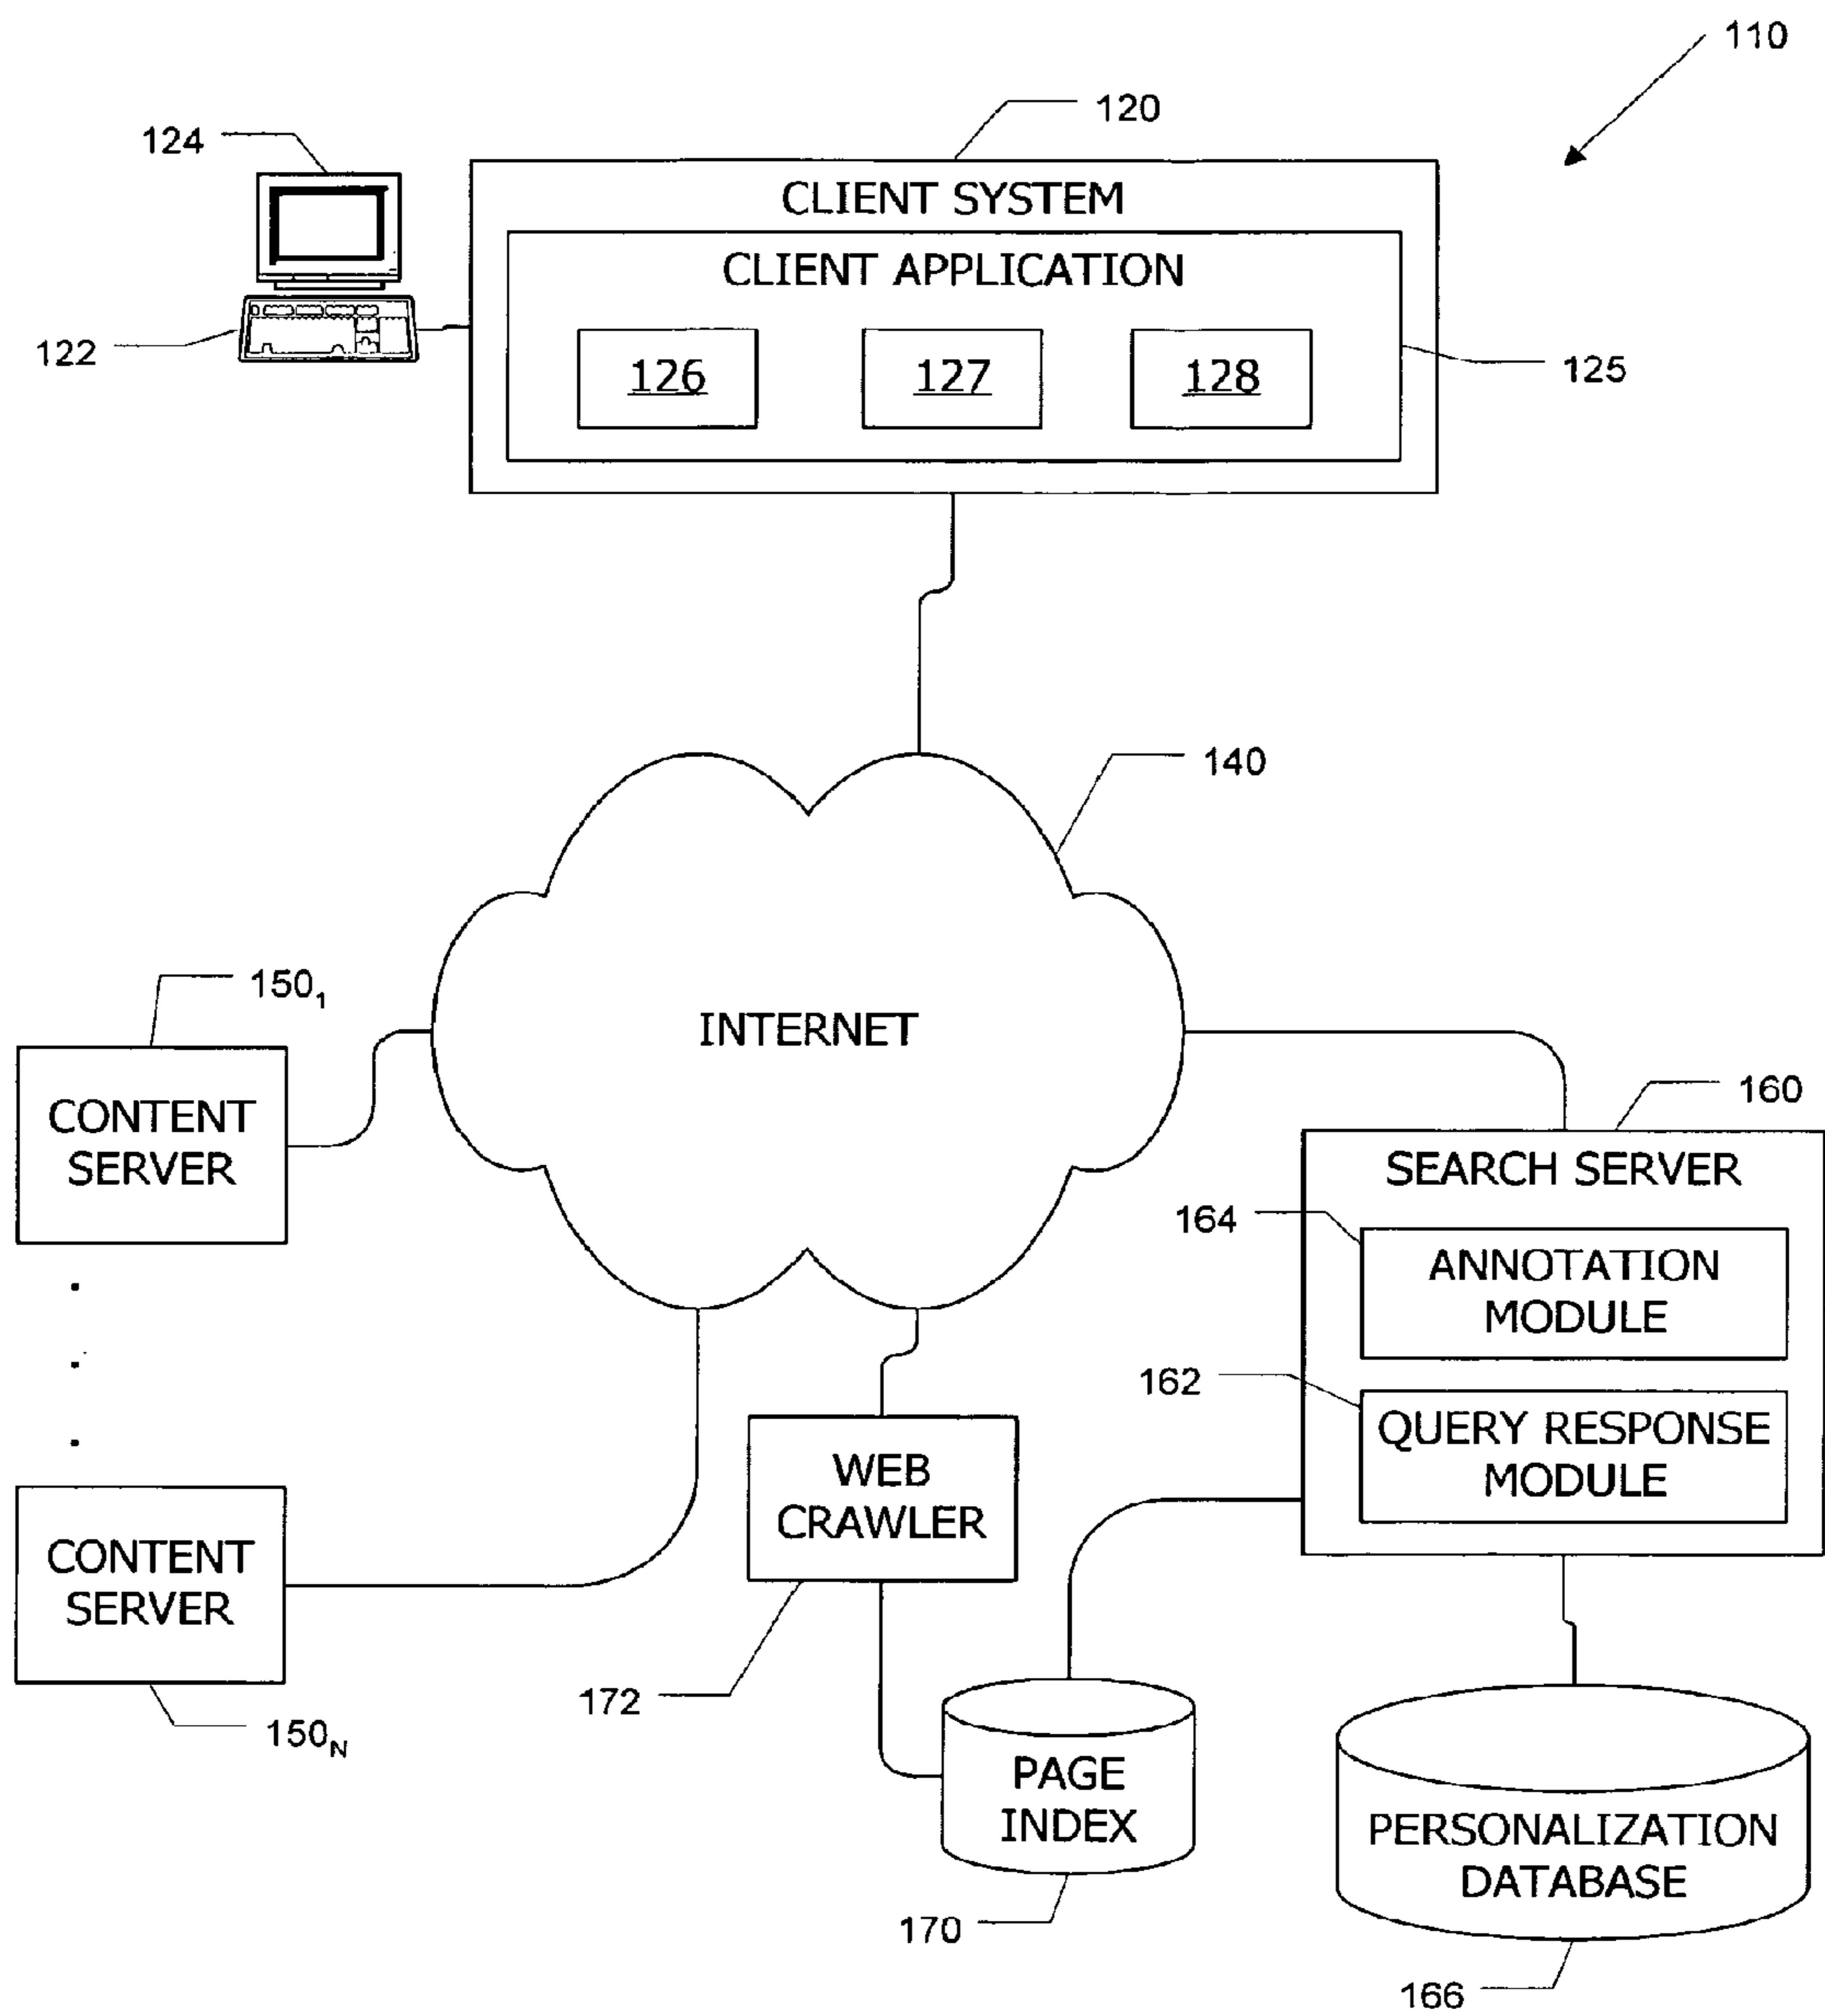 110
120
124
CLIENT SYSTEM
CLIENT APPLICATION
122
125
126
127
128
140
150₁
INTERNET
CONTENT
SERVER
160
SEARCH SERVER
164
ANNOTATION
MODULE
162
QUERY RESPONSE
MODULE
WEB
CRAWLER
CONTENT
SERVER
172
150N
PAGE
INDEX
PERSONALIZATION
DATABASE
170
166